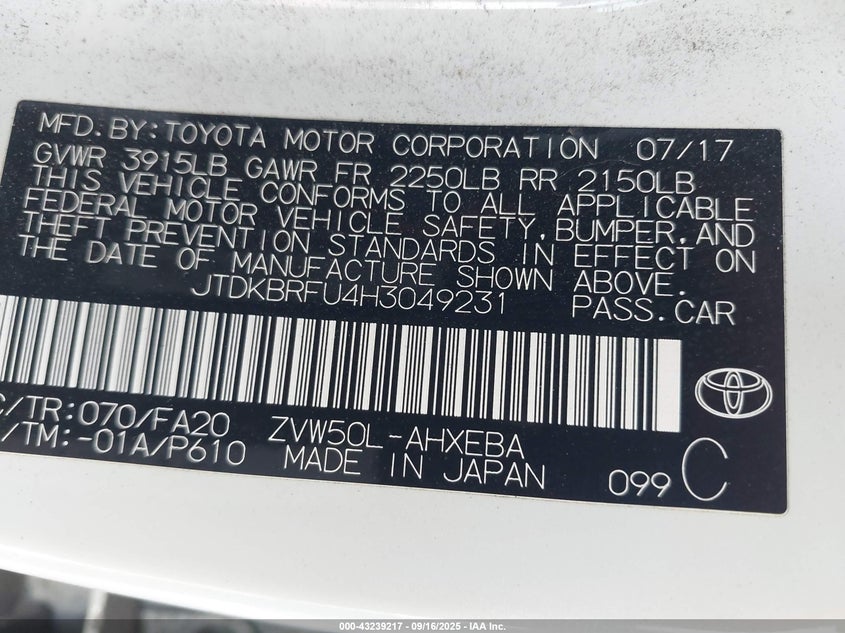 MFD.BY:TOYOTA MOTOR CORPORATION 07/17
GVWR 3915LB GAWR FR 2250LB RR 2150LB
THIS VEHICLE CONFORMS TO ALL APPLICABLE
FEDERAL MOTOR VEHICLE SAFETY,BUMPER,AND
THEFT PREVENTION STANDARDS IN EFFECT ON
THE DATE OF MANUFACTURE SHOWN ABOVE.
JTDKBRFU4H3049231 PASS.CAR
C/TR:070/FA20 ZVW50L-AHXEBA
/TM:-01A/P610 MADE IN JAPAN 099 C
000-43239217 - 09/16/2025 - IAA Inc.